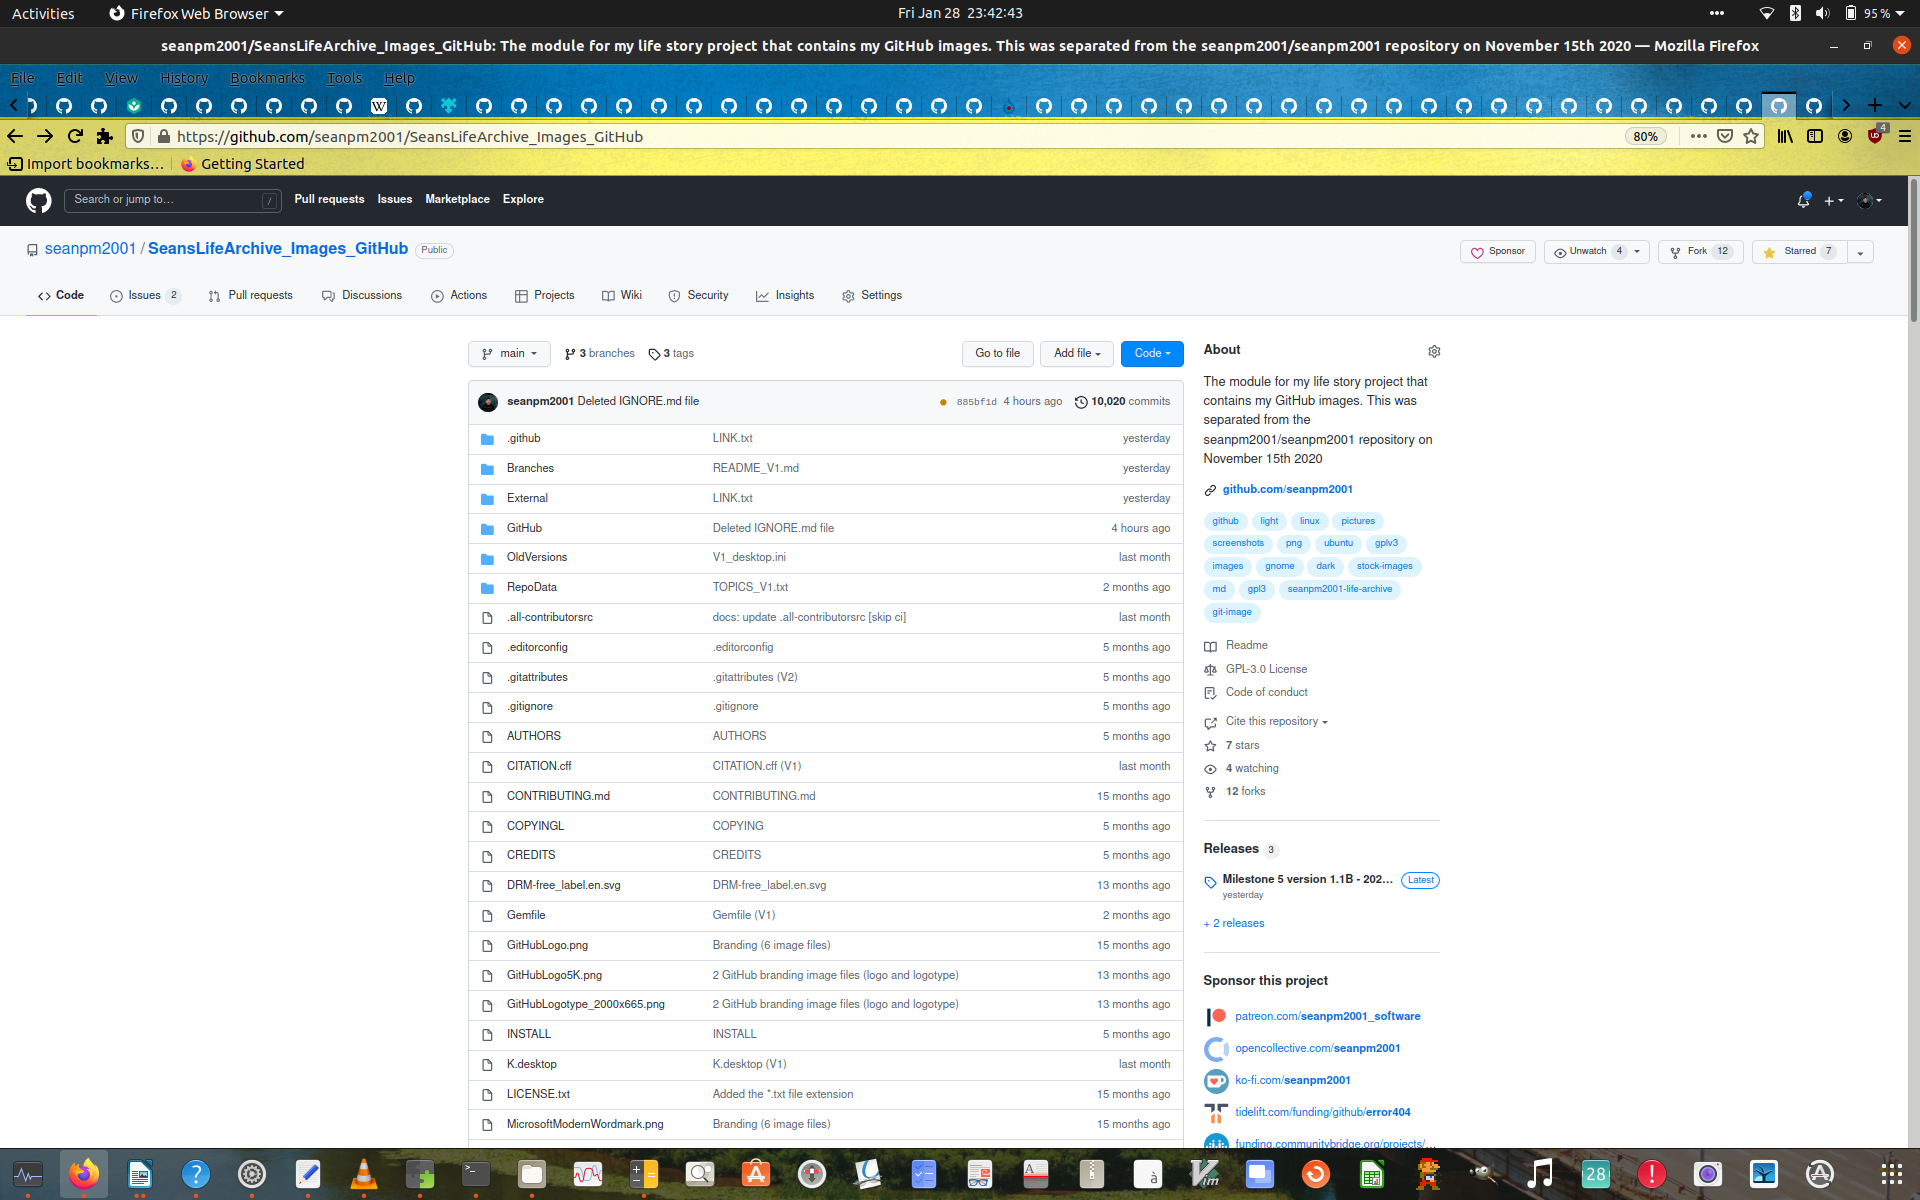 Activities Firefox Web Browser Fri Jan 28 23:42:43 95 %
seanpm2001/SeansLifeArchive_Images_GitHub: The module for my life story project that contains my GitHub images. This was separated from the seanpm2001/seanpm2001 repository on November 15th 2020 — Mozilla Firefox
File Edit View History Bookmarks Tools Help
https://github.com/seanpm2001/SeansLifeArchive_Images_GitHub 80% 4
Import bookmarks… Getting Started
Search or jump to… / Pull requests Issues Marketplace Explore
seanpm2001 / SeansLifeArchive_Images_GitHub Public Sponsor Unwatch 4 Fork 12 Starred 7
Code Issues 2 Pull requests Discussions Actions Projects Wiki Security Insights Settings
main 3 branches 3 tags Go to file Add file Code
seanpm2001 Deleted IGNORE.md file 885bf1d 4 hours ago 10,020 commits
.github LINK.txt yesterday
Branches README_V1.md yesterday
External LINK.txt yesterday
GitHub Deleted IGNORE.md file 4 hours ago
OldVersions V1_desktop.ini last month
RepoData TOPICS_V1.txt 2 months ago
.all-contributorsrc docs: update .all-contributorsrc [skip ci] last month
.editorconfig .editorconfig 5 months ago
.gitattributes .gitattributes (V2) 5 months ago
.gitignore .gitignore 5 months ago
AUTHORS AUTHORS 5 months ago
CITATION.cff CITATION.cff (V1) last month
CONTRIBUTING.md CONTRIBUTING.md 15 months ago
COPYINGL COPYING 5 months ago
CREDITS CREDITS 5 months ago
DRM-free_label.en.svg DRM-free_label.en.svg 13 months ago
Gemfile Gemfile (V1) 2 months ago
GitHubLogo.png Branding (6 image files) 15 months ago
GitHubLogo5K.png 2 GitHub branding image files (logo and logotype) 13 months ago
GitHubLogotype_2000x665.png 2 GitHub branding image files (logo and logotype) 13 months ago
INSTALL INSTALL 5 months ago
K.desktop K.desktop (V1) last month
LICENSE.txt Added the *.txt file extension 15 months ago
MicrosoftModernWordmark.png Branding (6 image files) 15 months ago
About
The module for my life story project that
contains my GitHub images. This was
separated from the
seanpm2001/seanpm2001 repository on
November 15th 2020
github.com/seanpm2001
github light linux pictures
screenshots png ubuntu gplv3
images gnome dark stock-images
md gpl3 seanpm2001-life-archive
git-image
Readme
GPL-3.0 License
Code of conduct
Cite this repository
7 stars
4 watching
12 forks
Releases 3
Milestone 5 version 1.1B - 202... Latest
yesterday
+ 2 releases
Sponsor this project
patreon.com/seanpm2001_software
opencollective.com/seanpm2001
ko-fi.com/seanpm2001
tidelift.com/funding/github/error404
funding.communitybridge.org/projects/...
28